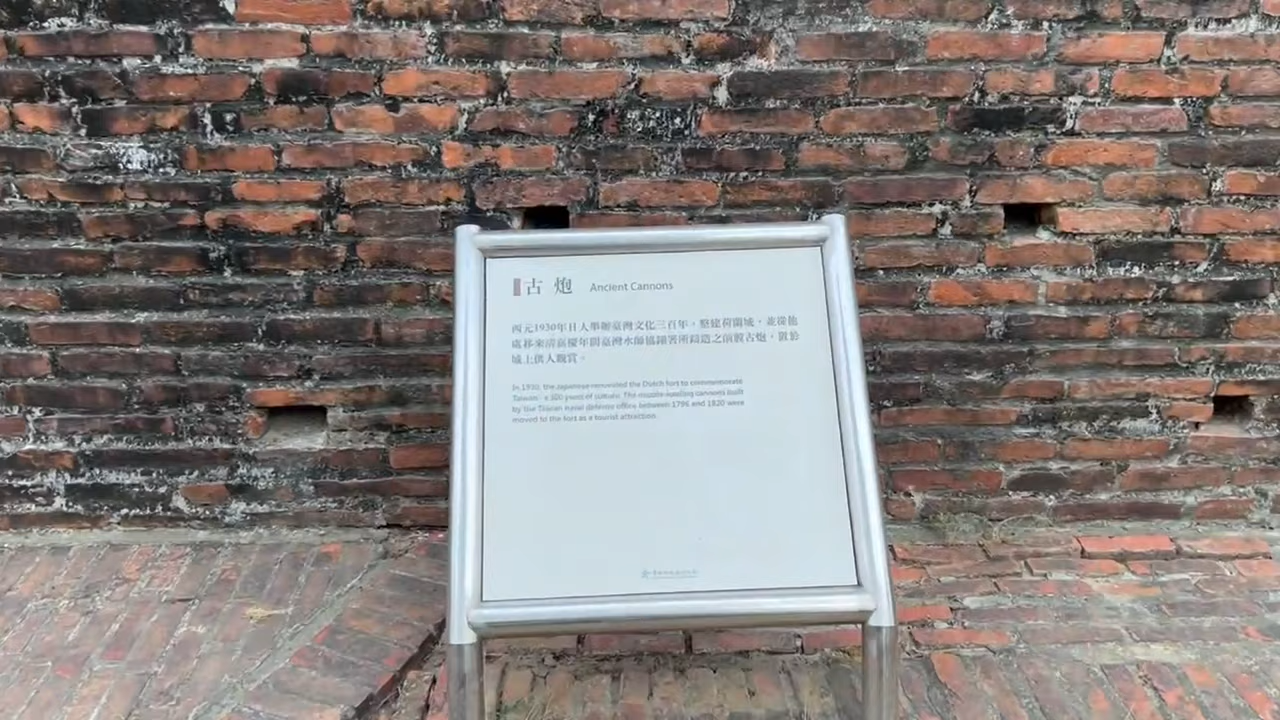 古炮 Ancient Cannons
西元1930年日人舉辦臺灣文化三百年，整建荷蘭城，並從他
處移來清嘉慶年間臺灣水師協鎮署所鑄造之前膛古炮，置於
城上供人觀賞。
In 1930, the Japanese renovated the Dutch fort to commemorate
Taiwan's 300 years of culture. The muzzle-loading cannons built
by the Taiwan naval defense office between 1796 and 1820 were
moved to the fort as a tourist attraction.